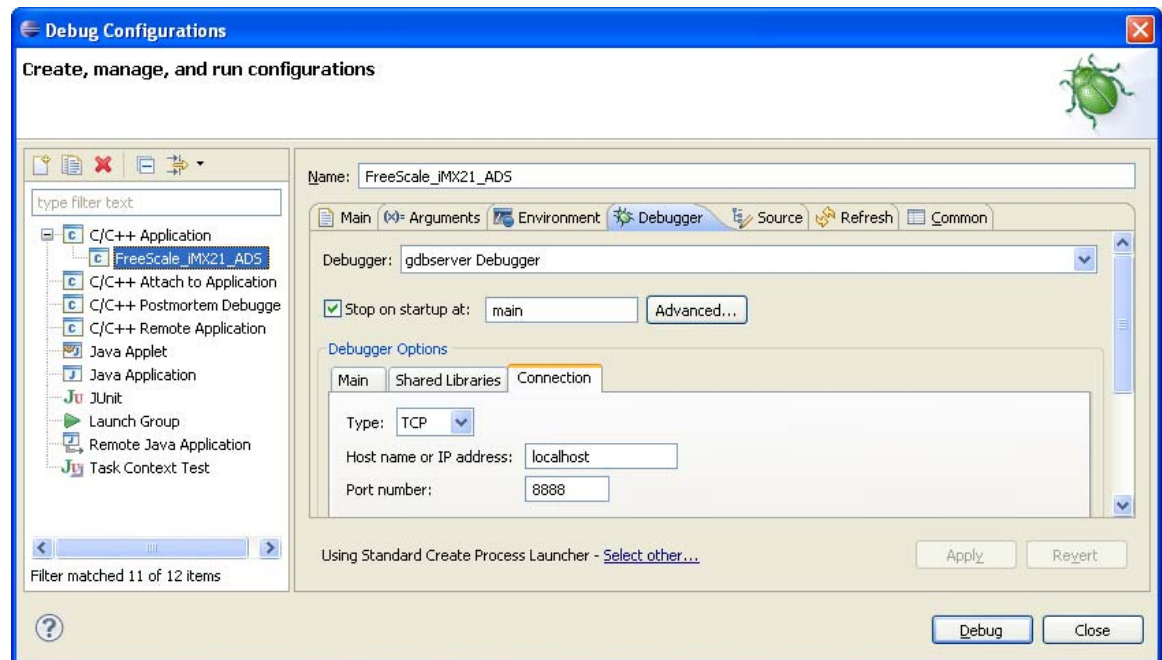 Debug Configurations
Create, manage, and run configurations
type filter text
C/C++ Application
FreeScale_iMX21_ADS
C/C++ Attach to Application
C/C++ Postmortem Debugge
C/C++ Remote Application
Java Applet
Java Application
JUnit
Launch Group
Remote Java Application
Task Context Test
Filter matched 11 of 12 items
Name: FreeScale_iMX21_ADS
Main (x)= Arguments Environment Debugger Source Refresh Common
Debugger: gdbserver Debugger
Stop on startup at: main Advanced...
Debugger Options
Main Shared Libraries Connection
Type: TCP
Host name or IP address: localhost
Port number: 8888
Using Standard Create Process Launcher - Select other...
Apply Revert
Debug Close